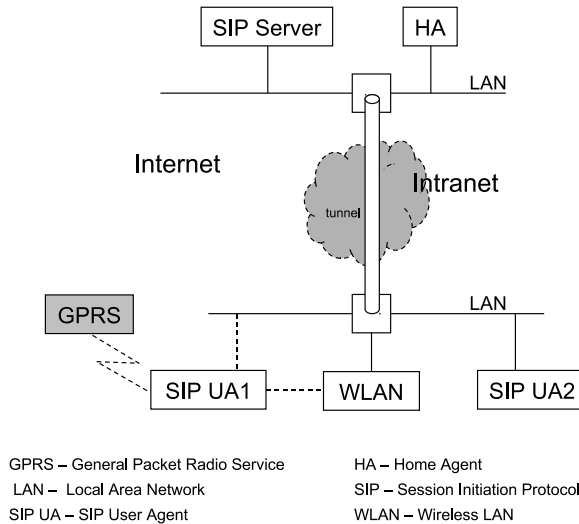 SIP Server
HA
LAN
Internet
Intranet
tunnel
LAN
GPRS
SIP UA1
WLAN
SIP UA2
GPRS – General Packet Radio Service
HA – Home Agent
LAN – Local Area Network
SIP – Session Initiation Protocol
SIP UA – SIP User Agent
WLAN – Wireless LAN